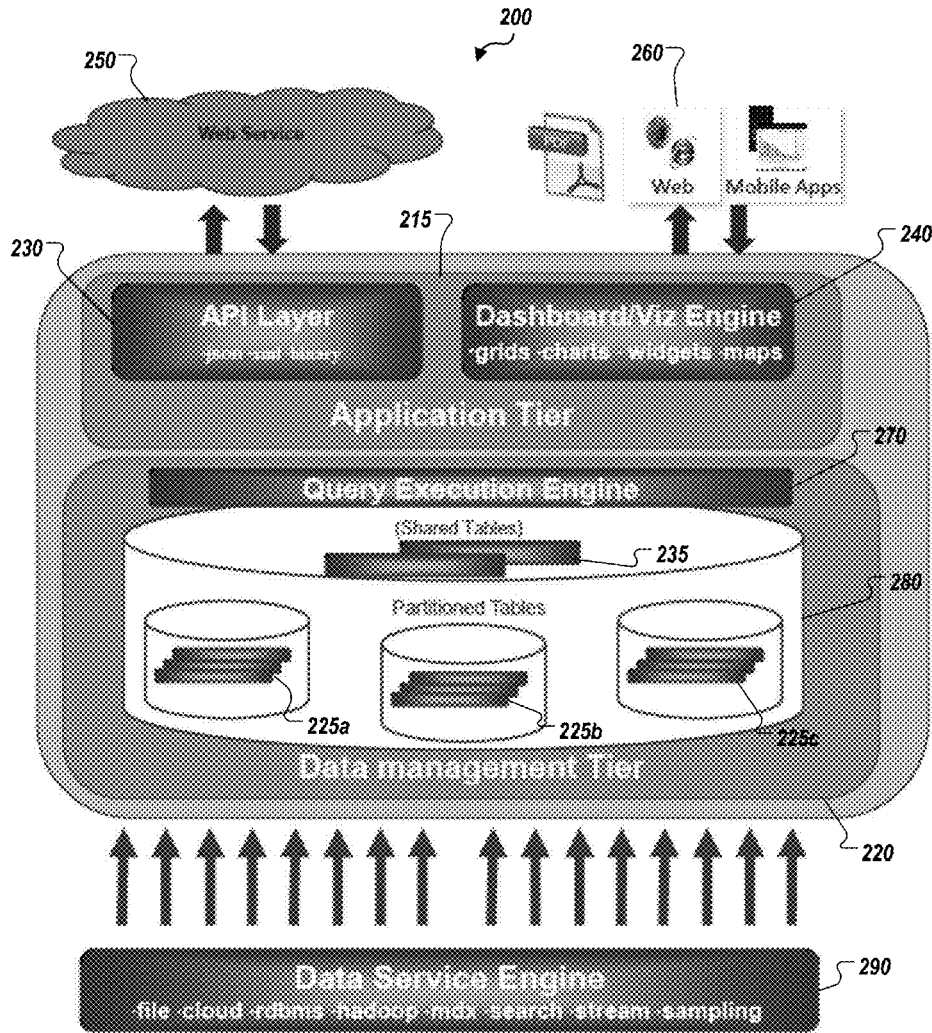 200
250
260
Web Service
Web
Mobile Apps
215
230
240
API Layer
Dashboard/Viz Engine
·grids ·charts ·widgets ·maps
Application Tier
270
Query Execution Engine
(Shared Tables)
235
280
Partitioned Tables
225a
225b
225c
Data management Tier
220
290
Data Service Engine
·file ·cloud ·rdbms ·hadoop ·mdx ·search ·stream ·sampling